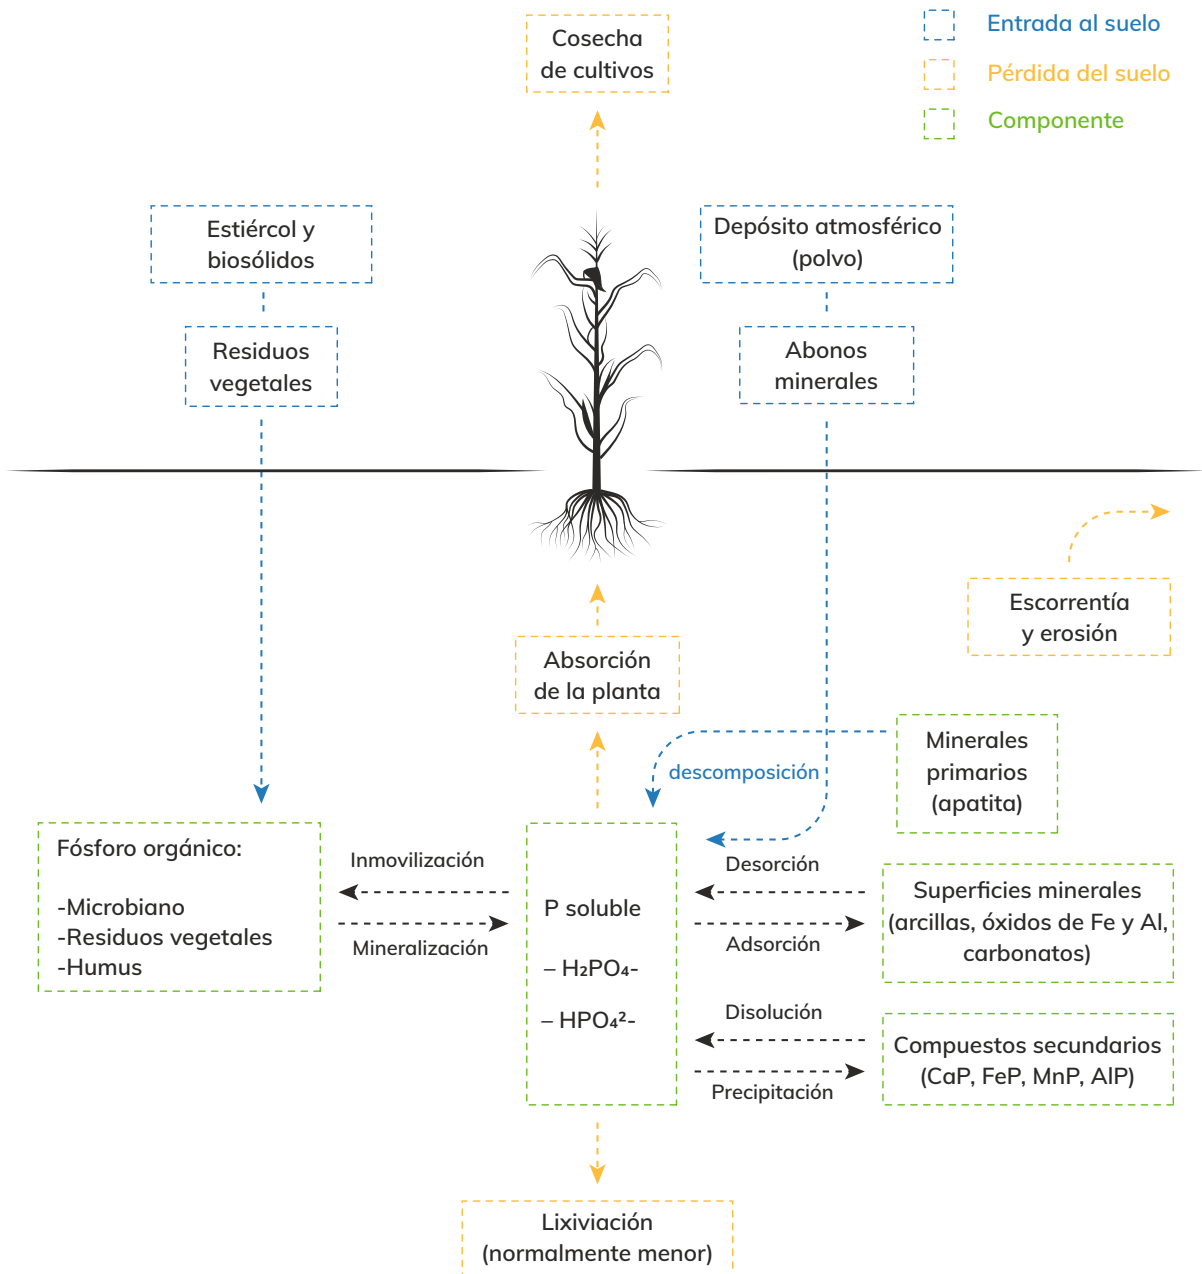 Cosecha
de cultivos
Entrada al suelo
Pérdida del suelo
Componente
Estiércol y
biosólidos
Depósito atmosférico
(polvo)
Residuos
vegetales
Abonos
minerales
Escorrentía
y erosión
Absorción
de la planta
Minerales
primarios
(apatita)
descomposición
Fósforo orgánico:
-Microbiano
-Residuos vegetales
-Humus
Inmovilización
Mineralización
P soluble
– H₂PO₄-
– HPO₄²-
Desorción
Adsorción
Superficies minerales
(arcillas, óxidos de Fe y Al,
carbonatos)
Disolución
Precipitación
Compuestos secundarios
(CaP, FeP, MnP, AlP)
Lixiviación
(normalmente menor)